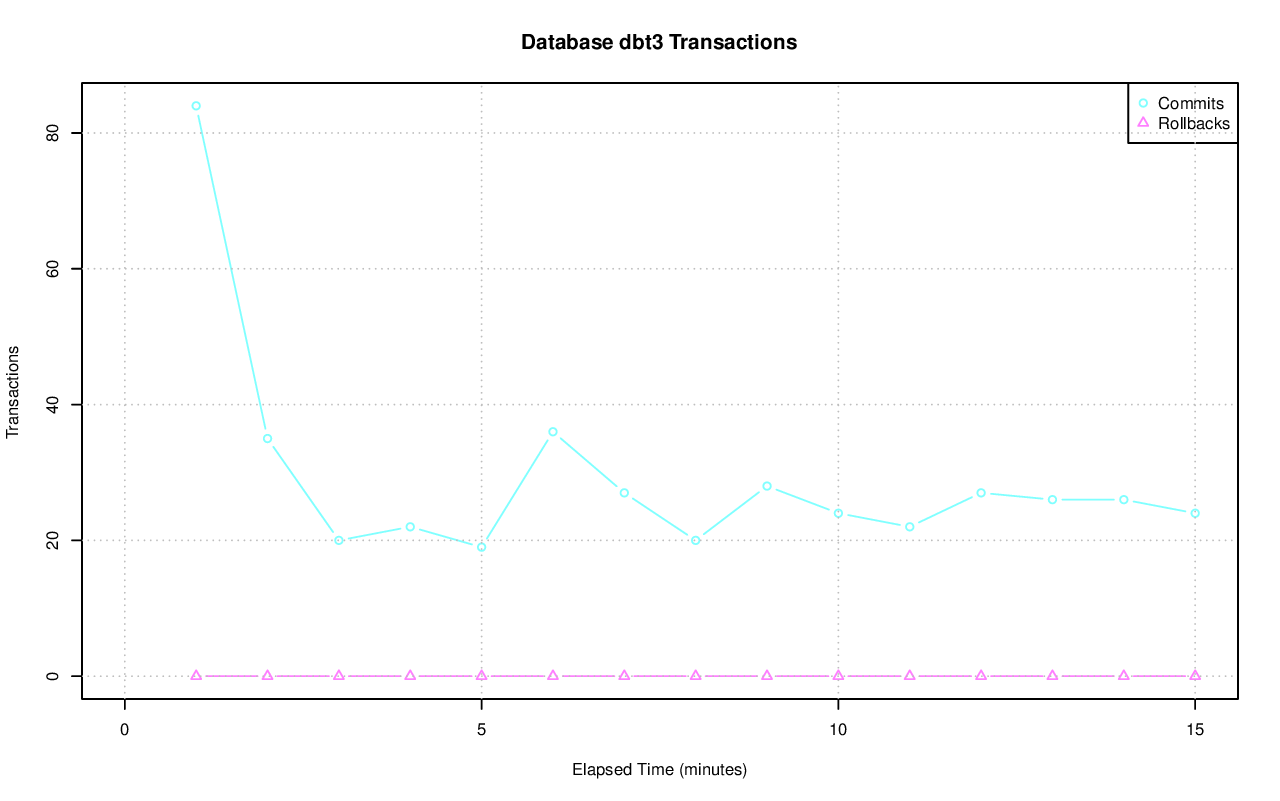 Database dbt3 Transactions
Commits
Rollbacks
Transactions
80
60
40
20
0
0 5 10 15
Elapsed Time (minutes)